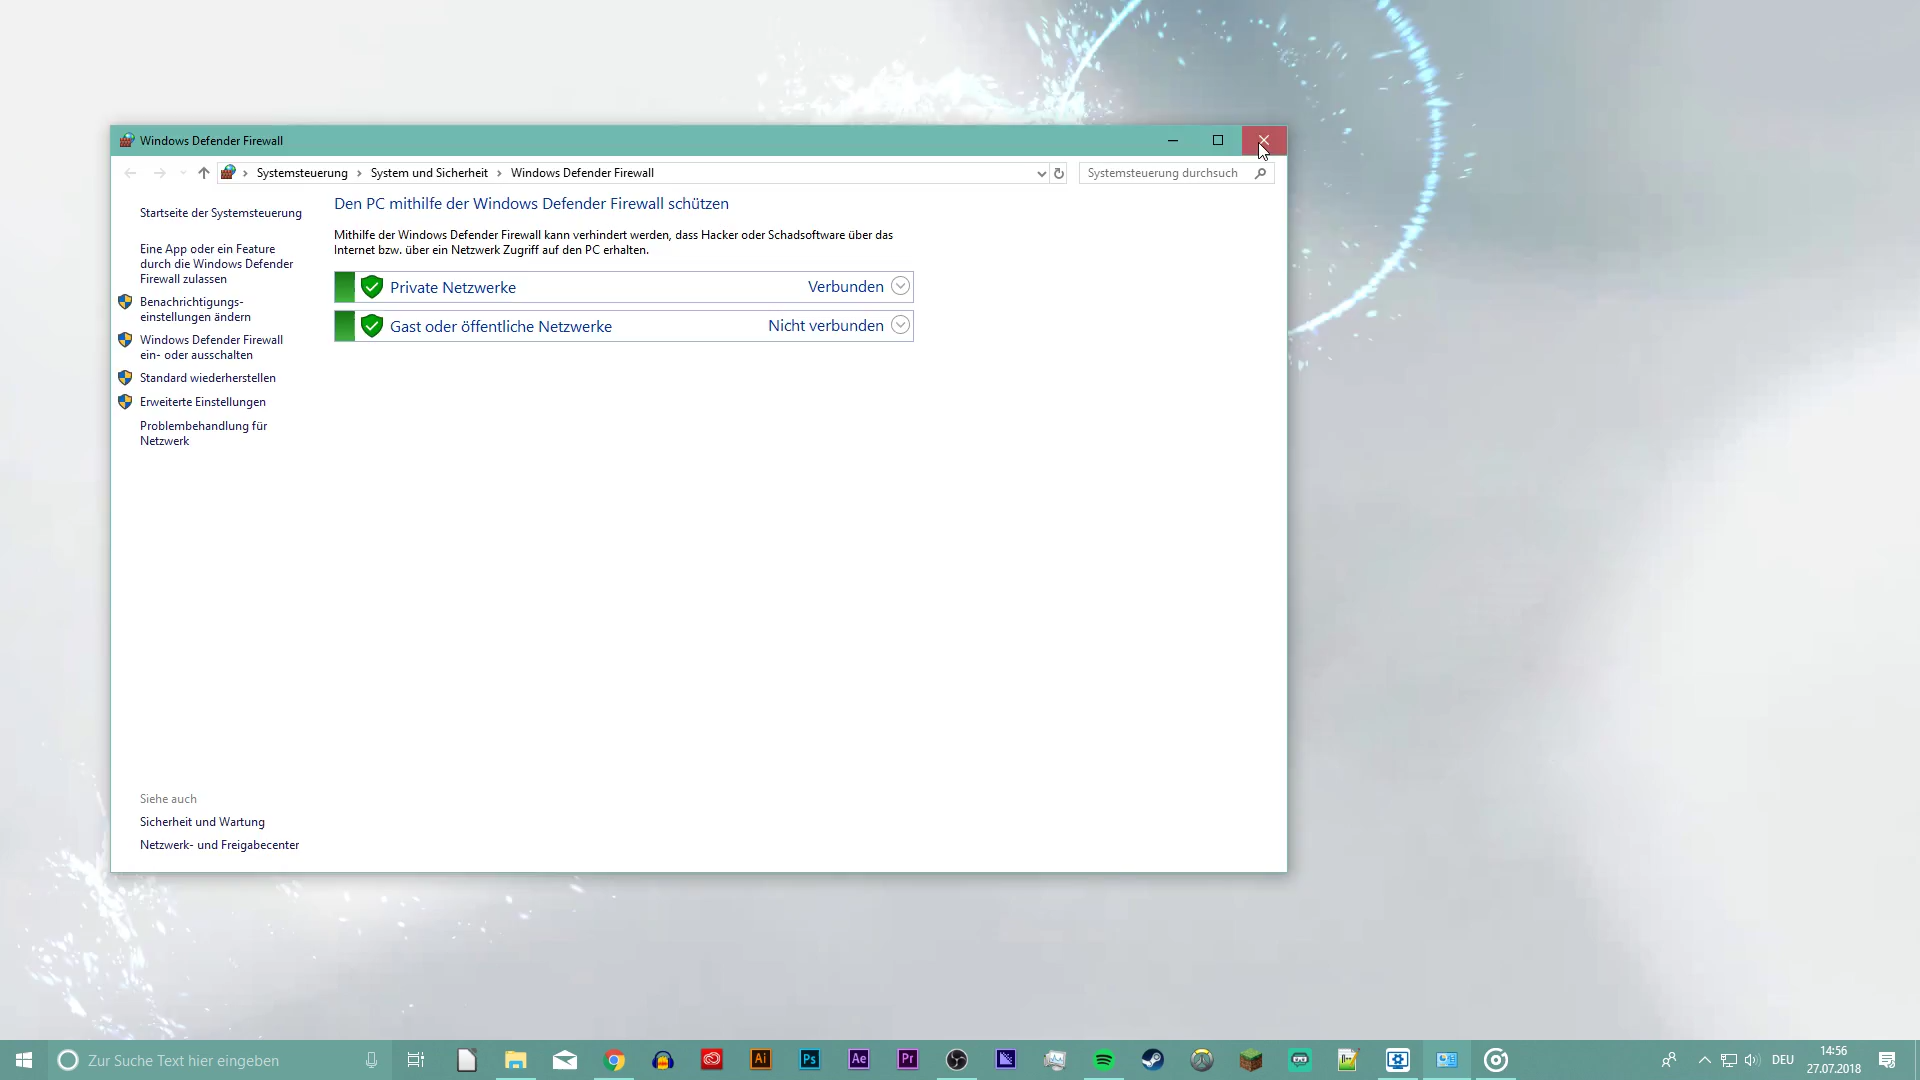 Windows Defender Firewall
Systemsteuerung › System und Sicherheit › Windows Defender Firewall
Systemsteuerung durchsuch
Startseite der Systemsteuerung
Eine App oder ein Feature
durch die Windows Defender
Firewall zulassen
Benachrichtigungs-
einstellungen ändern
Windows Defender Firewall
ein- oder ausschalten
Standard wiederherstellen
Erweiterte Einstellungen
Problembehandlung für
Netzwerk
Den PC mithilfe der Windows Defender Firewall schützen
Mithilfe der Windows Defender Firewall kann verhindert werden, dass Hacker oder Schadsoftware über das
Internet bzw. über ein Netzwerk Zugriff auf den PC erhalten.
Private Netzwerke Verbunden
Gast oder öffentliche Netzwerke Nicht verbunden
Siehe auch
Sicherheit und Wartung
Netzwerk- und Freigabecenter
Zur Suche Text hier eingeben
Ai
Ps
Ae
Pr
DEU
14:56
27.07.2018